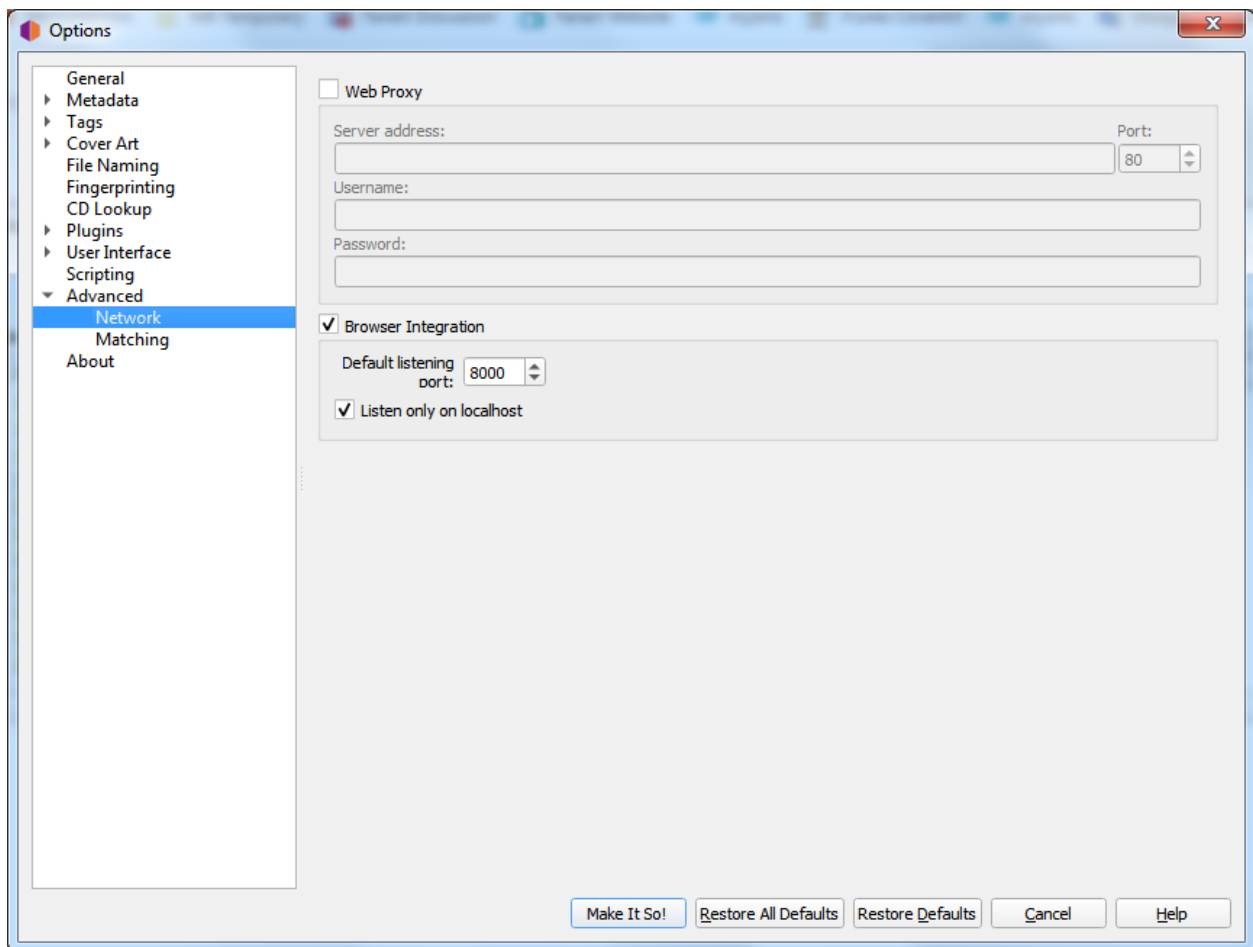 Options
General
Metadata
Tags
Cover Art
File Naming
Fingerprinting
CD Lookup
Plugins
User Interface
Scripting
Advanced
Network
Matching
About
Web Proxy
Server address:
Port:
80
Username:
Password:
Browser Integration
Default listening
port:
8000
Listen only on localhost
Make It So!
Restore All Defaults
Restore Defaults
Cancel
Help